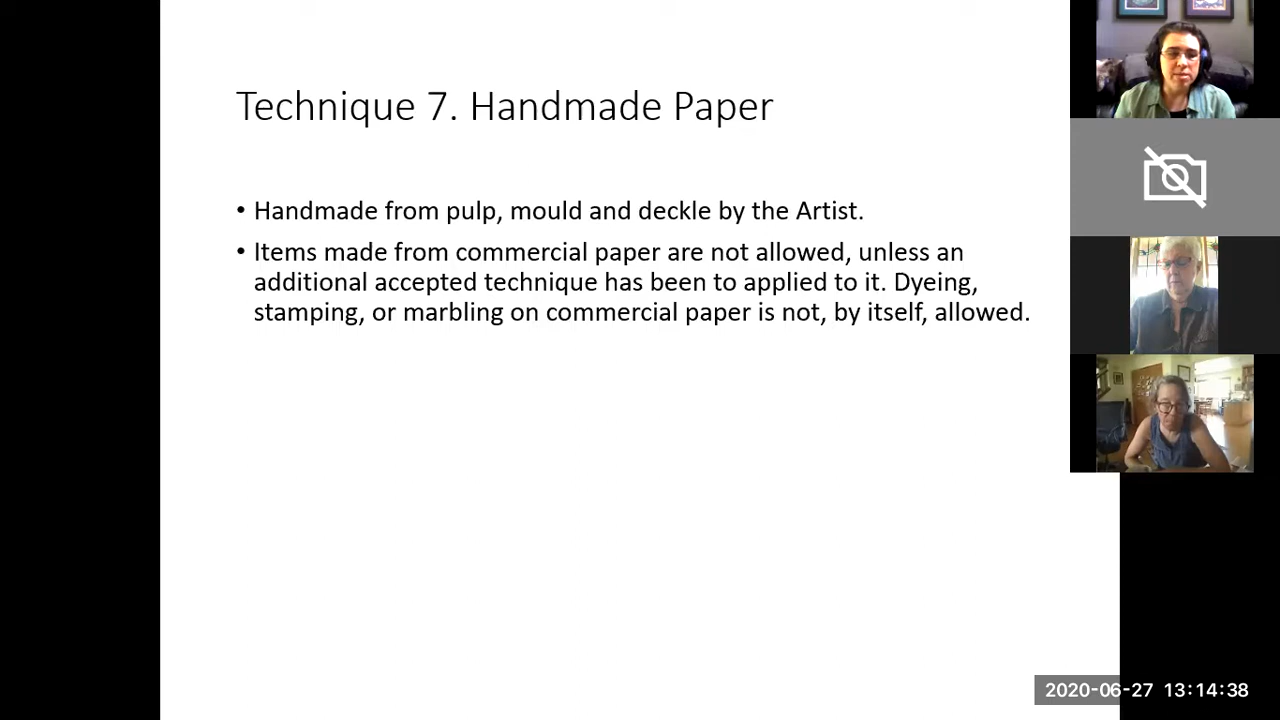 Technique 7. Handmade Paper
• Handmade from pulp, mould and deckle by the Artist.
• Items made from commercial paper are not allowed, unless an
additional accepted technique has been to applied to it. Dyeing,
stamping, or marbling on commercial paper is not, by itself, allowed.
2020-06-27 13:14:38